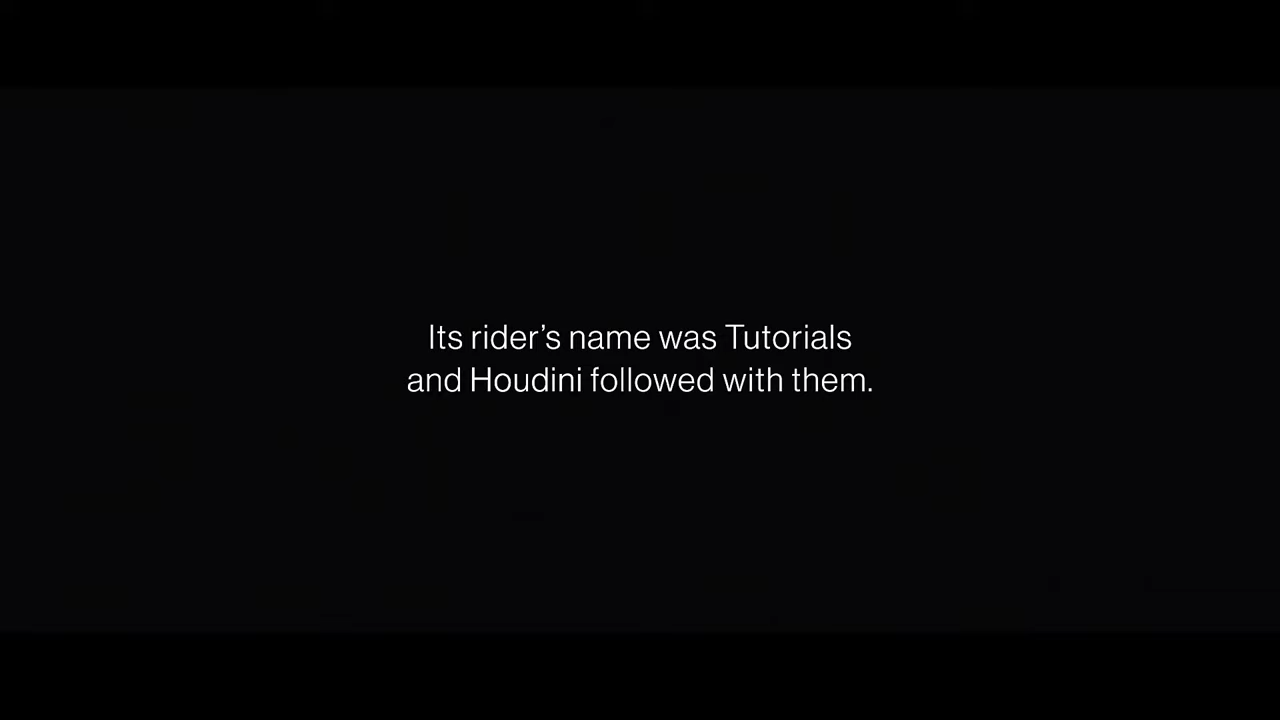 Its rider’s name was Tutorials
and Houdini followed with them.